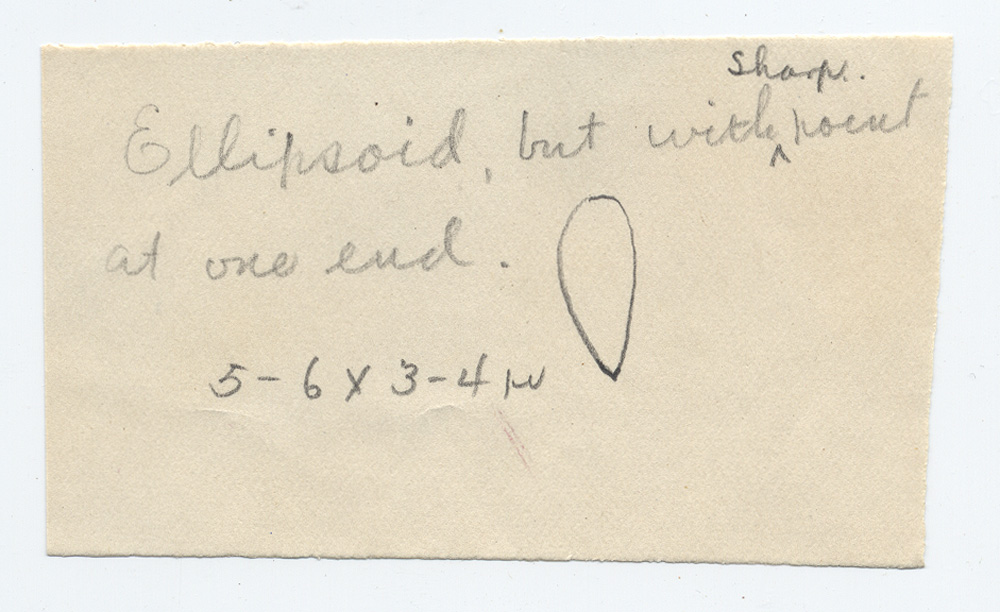 Sharp.
Ellipsoid, but with ^ point
at one end.
5-6 x 3-4 µ